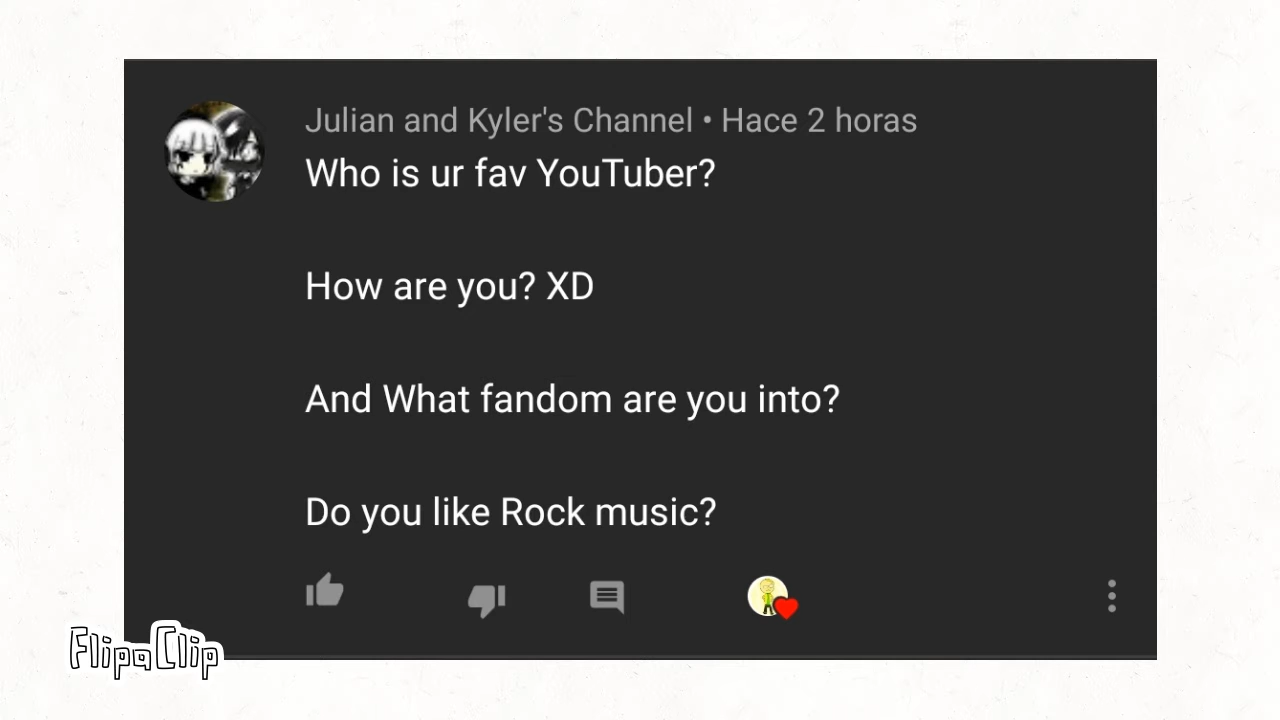 Julian and Kyler's Channel • Hace 2 horas
Who is ur fav YouTuber?
How are you? XD
And What fandom are you into?
Do you like Rock music?
FlipaClip